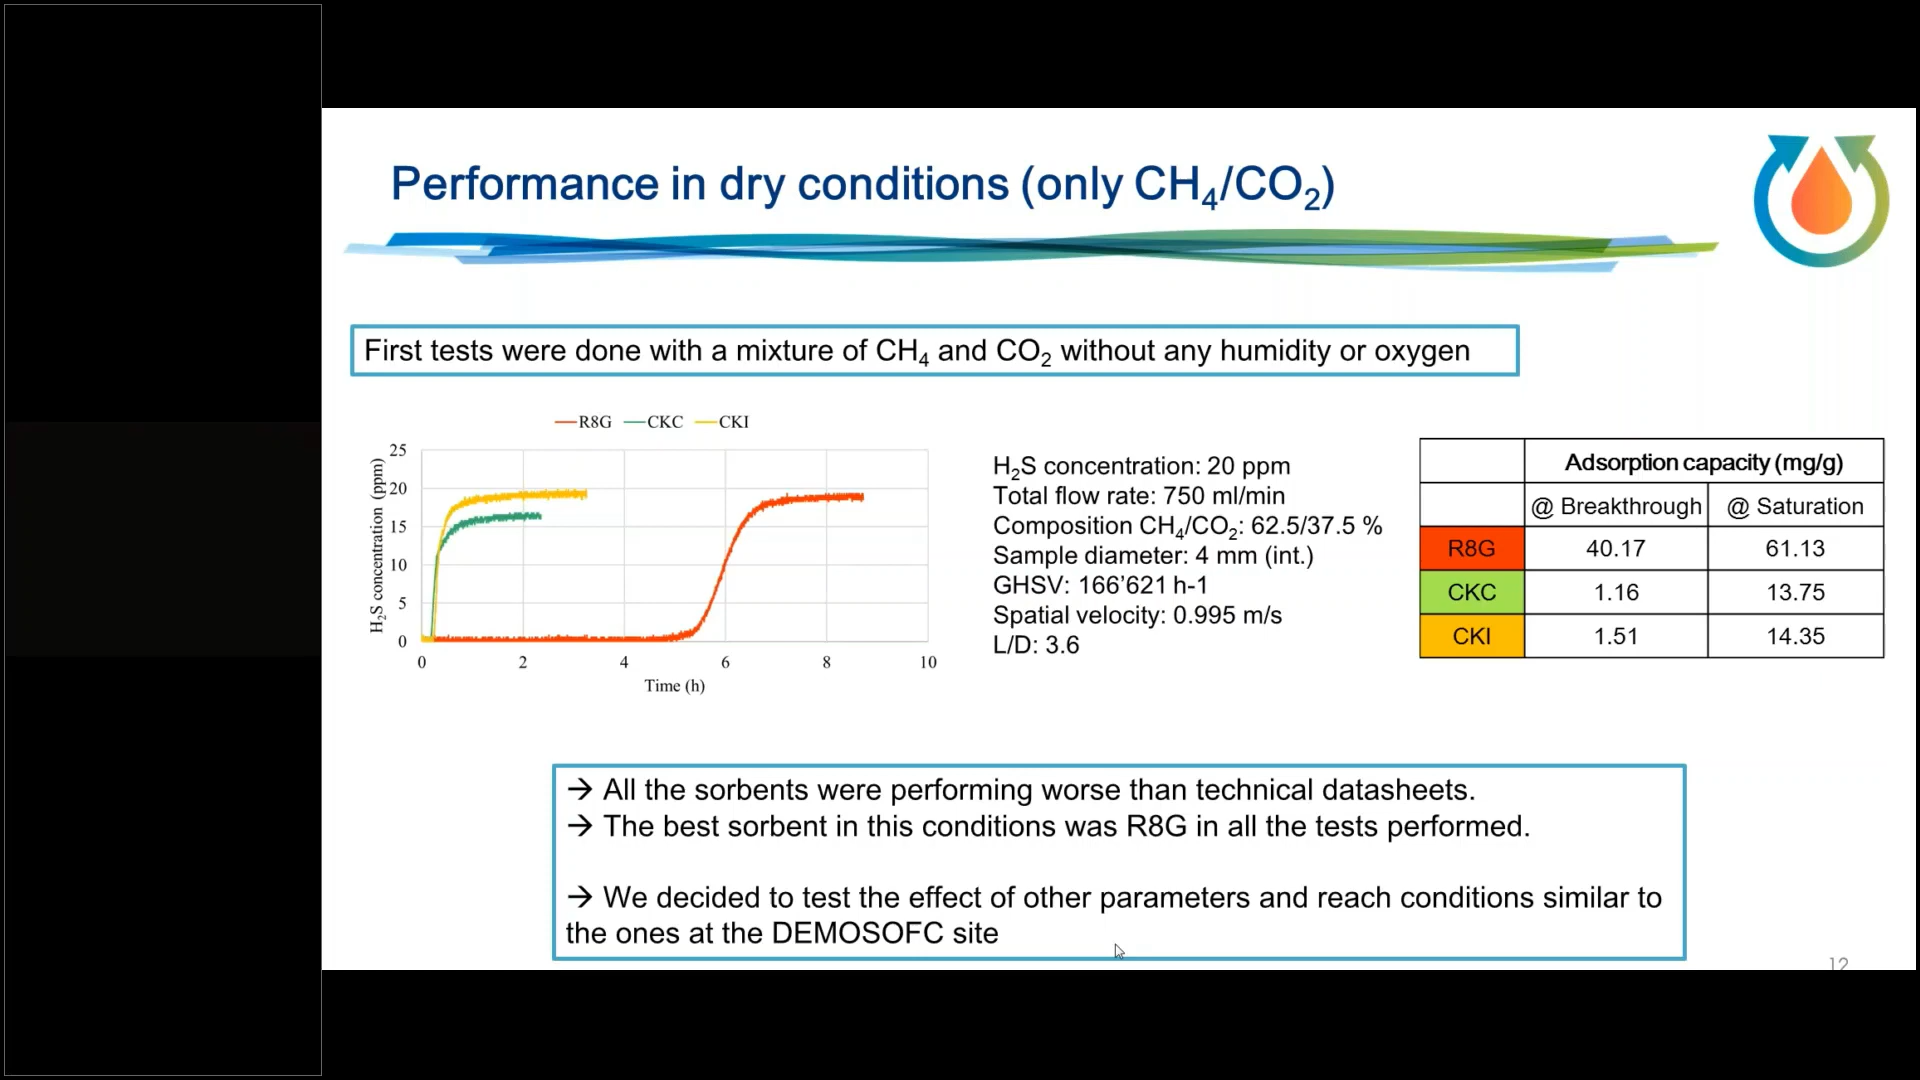 Performance in dry conditions (only CH₄/CO₂)
First tests were done with a mixture of CH₄ and CO₂ without any humidity or oxygen
R8G CKC CKI
25
20
15
10
5
0
H₂S concentration (ppm)
0 2 4 6 8 10
Time (h)
H₂S concentration: 20 ppm
Total flow rate: 750 ml/min
Composition CH₄/CO₂: 62.5/37.5 %
Sample diameter: 4 mm (int.)
GHSV: 166’621 h-1
Spatial velocity: 0.995 m/s
L/D: 3.6
Adsorption capacity (mg/g)
@ Breakthrough @ Saturation
R8G 40.17 61.13
CKC 1.16 13.75
CKI 1.51 14.35
→ All the sorbents were performing worse than technical datasheets.
→ The best sorbent in this conditions was R8G in all the tests performed.
→ We decided to test the effect of other parameters and reach conditions similar to
the ones at the DEMOSOFC site
12